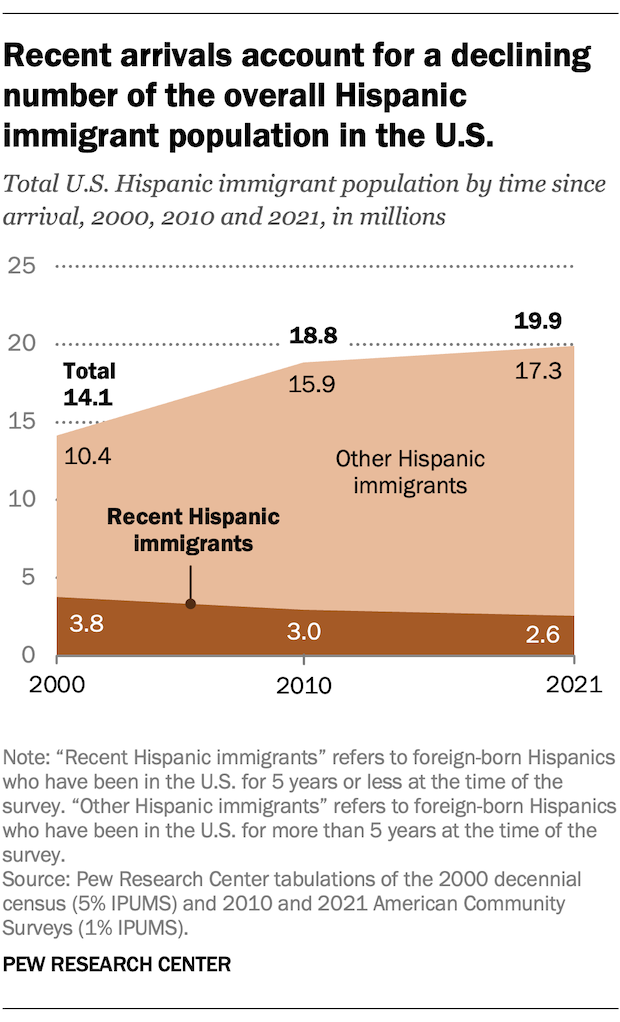 Recent arrivals account for a declining
number of the overall Hispanic
immigrant population in the U.S.
Total U.S. Hispanic immigrant population by time since
arrival, 2000, 2010 and 2021, in millions
25
20
15
10
5
0
Total
14.1
18.8
19.9
10.4
15.9
17.3
Other Hispanic
immigrants
Recent Hispanic
immigrants
3.8
3.0
2.6
2000
2010
2021
Note: “Recent Hispanic immigrants” refers to foreign-born Hispanics
who have been in the U.S. for 5 years or less at the time of the
survey. “Other Hispanic immigrants” refers to foreign-born Hispanics
who have been in the U.S. for more than 5 years at the time of the
survey.
Source: Pew Research Center tabulations of the 2000 decennial
census (5% IPUMS) and 2010 and 2021 American Community
Surveys (1% IPUMS).
PEW RESEARCH CENTER